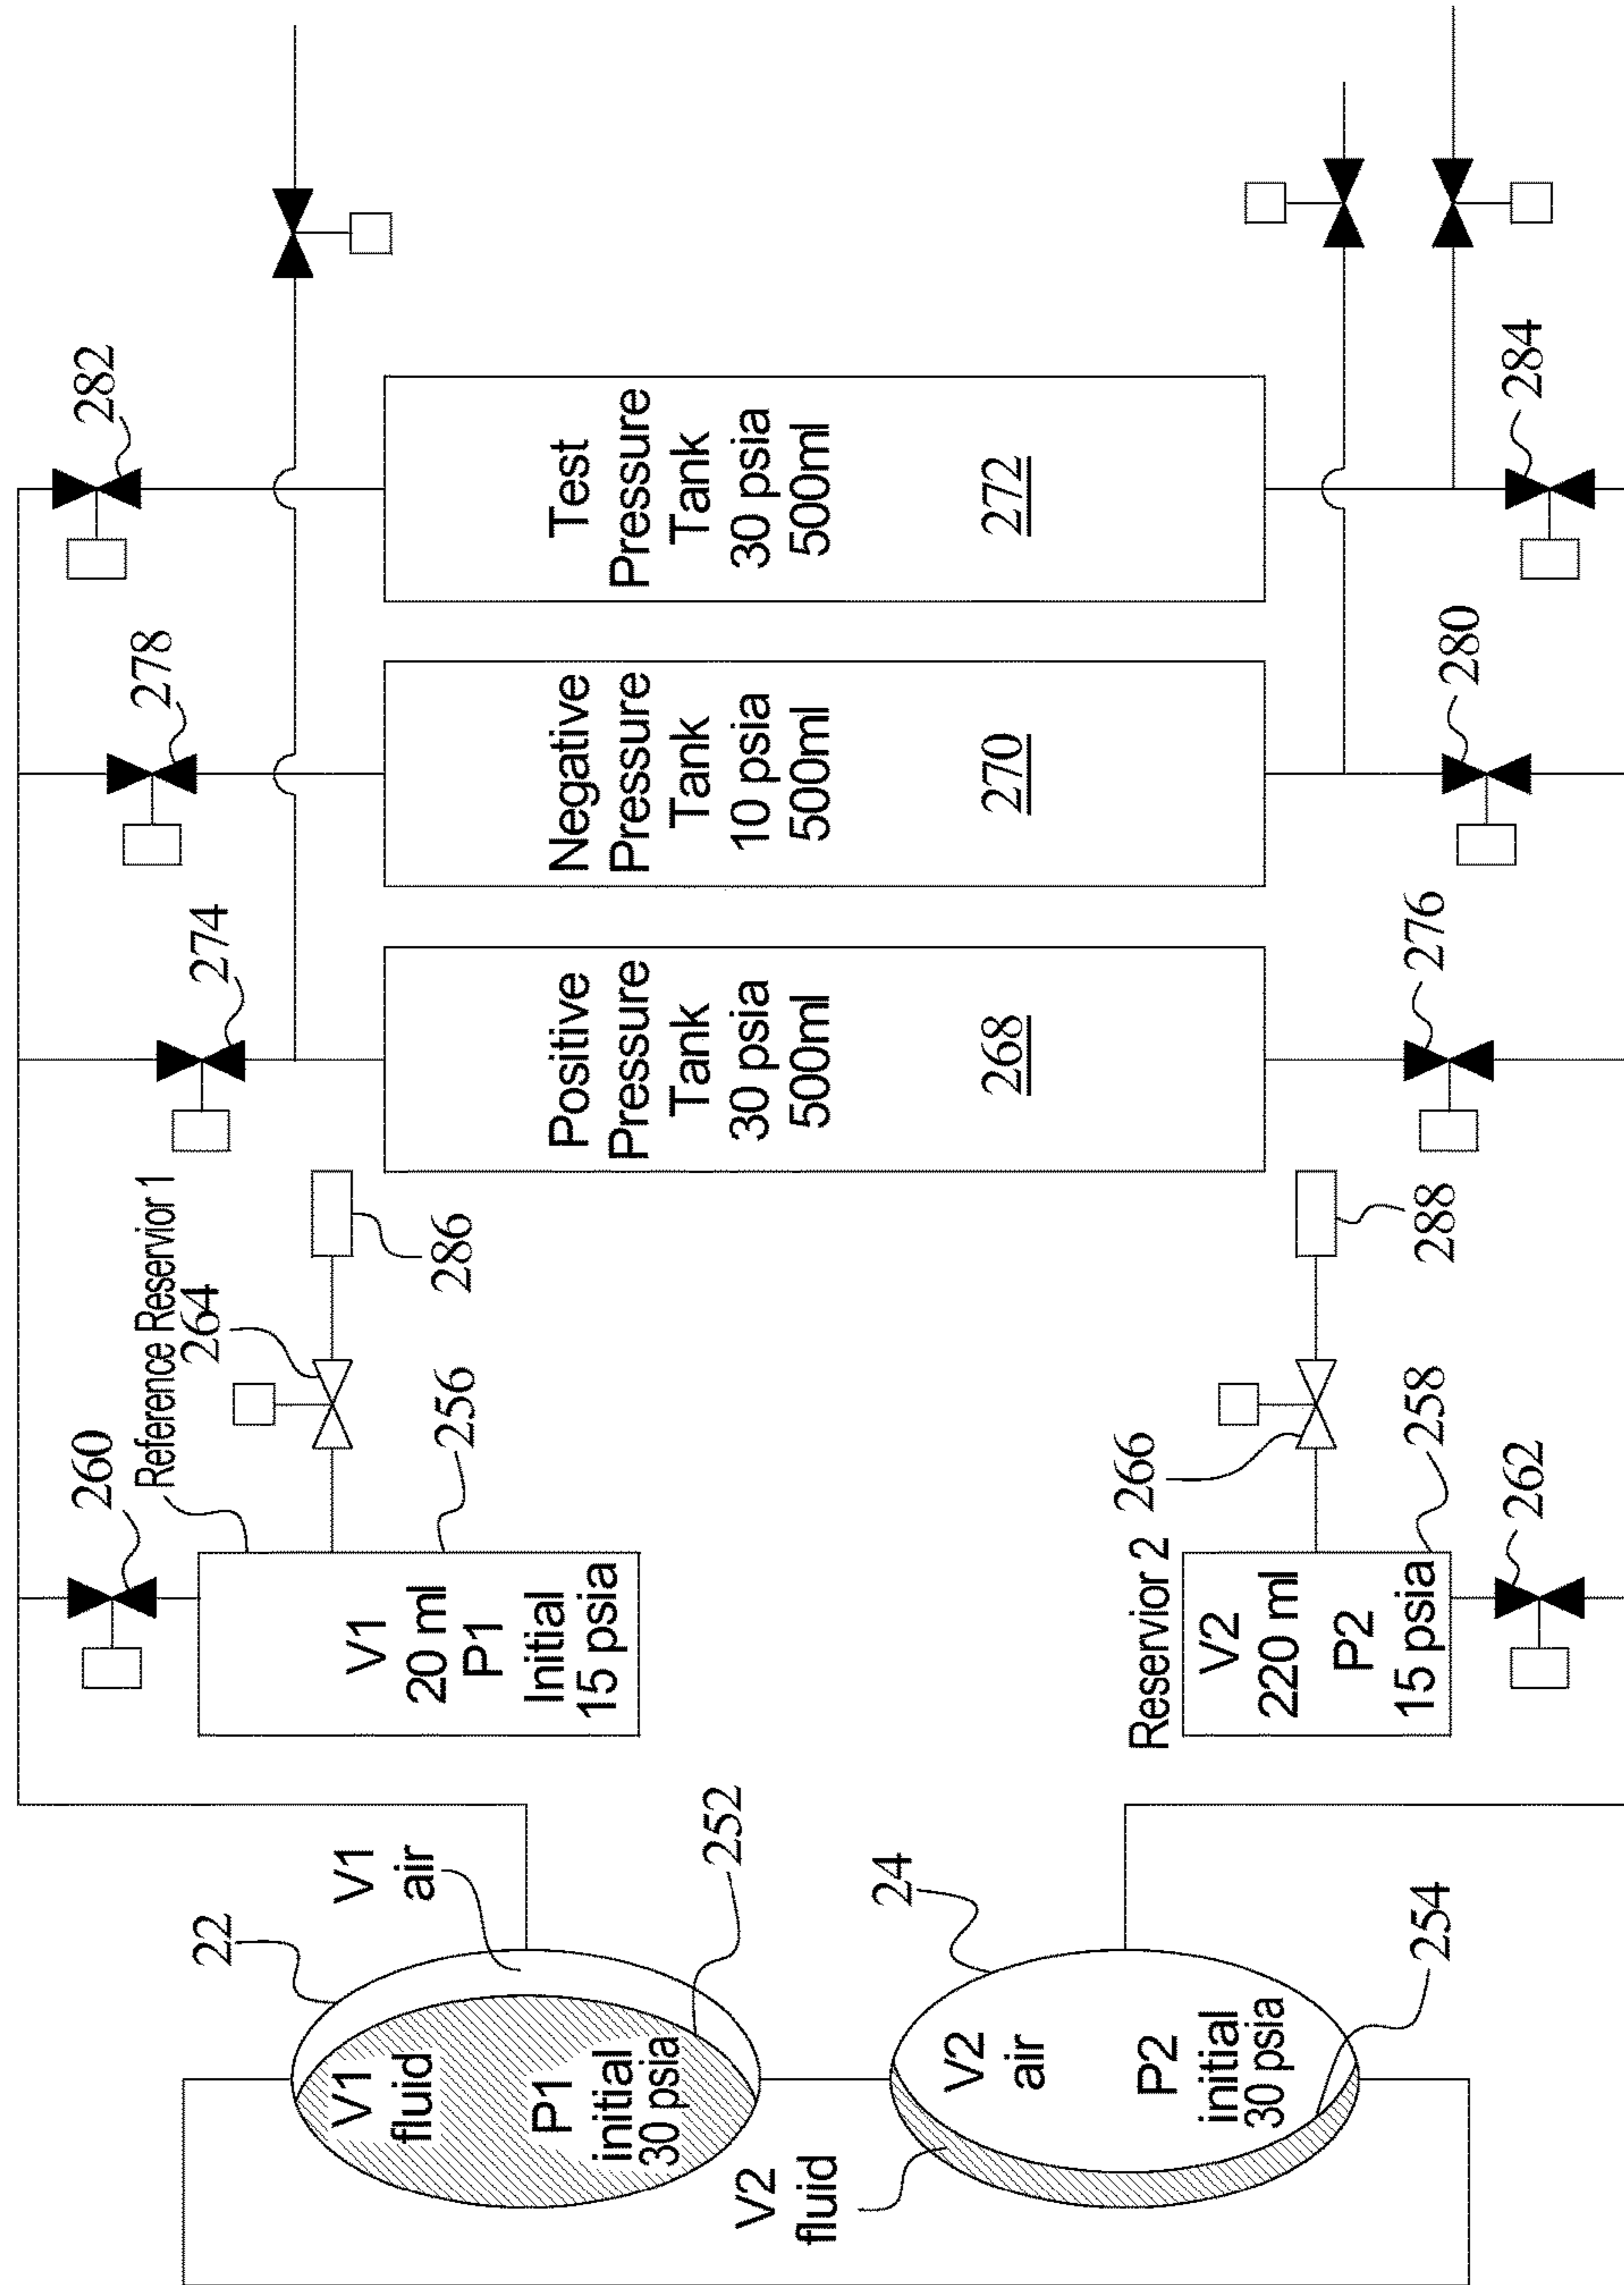 22
V1
air
V1
fluid
P1
initial
30 psia
252
V2
fluid
24
V2
air
P2
initial
30 psia
254
260
Reference Reservior 1
264
286
V1
20 ml
P1
Initial
15 psia
256
Reservior 2
266
288
V2
220 ml
P2
15 psia
258
262
274
Positive
Pressure
Tank
30 psia
500ml
268
276
278
Negative
Pressure
Tank
10 psia
500ml
270
280
282
Test
Pressure
Tank
30 psia
500ml
272
284